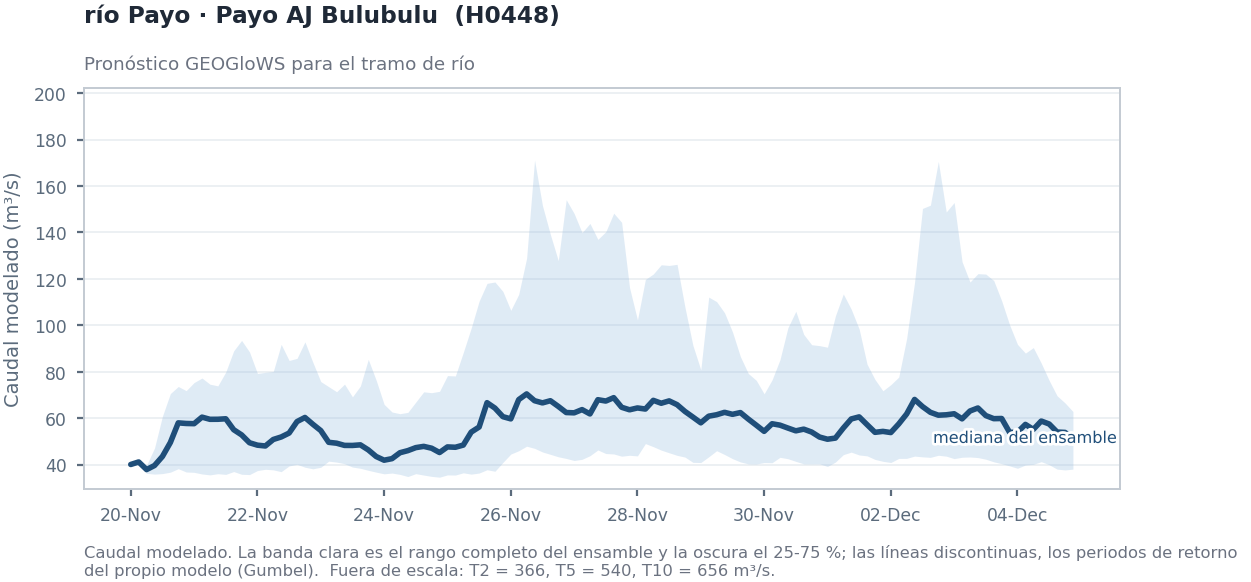 río Payo · Payo AJ Bulubulu  (H0448)
Pronóstico GEOGloWS para el tramo de río
Caudal modelado (m³/s)
200
180
160
140
120
100
80
60
40
mediana del ensamble
20-Nov
22-Nov
24-Nov
26-Nov
28-Nov
30-Nov
02-Dec
04-Dec
Caudal modelado. La banda clara es el rango completo del ensamble y la oscura el 25-75 %; las líneas discontinuas, los periodos de retorno
del propio modelo (Gumbel).  Fuera de escala: T2 = 366, T5 = 540, T10 = 656 m³/s.